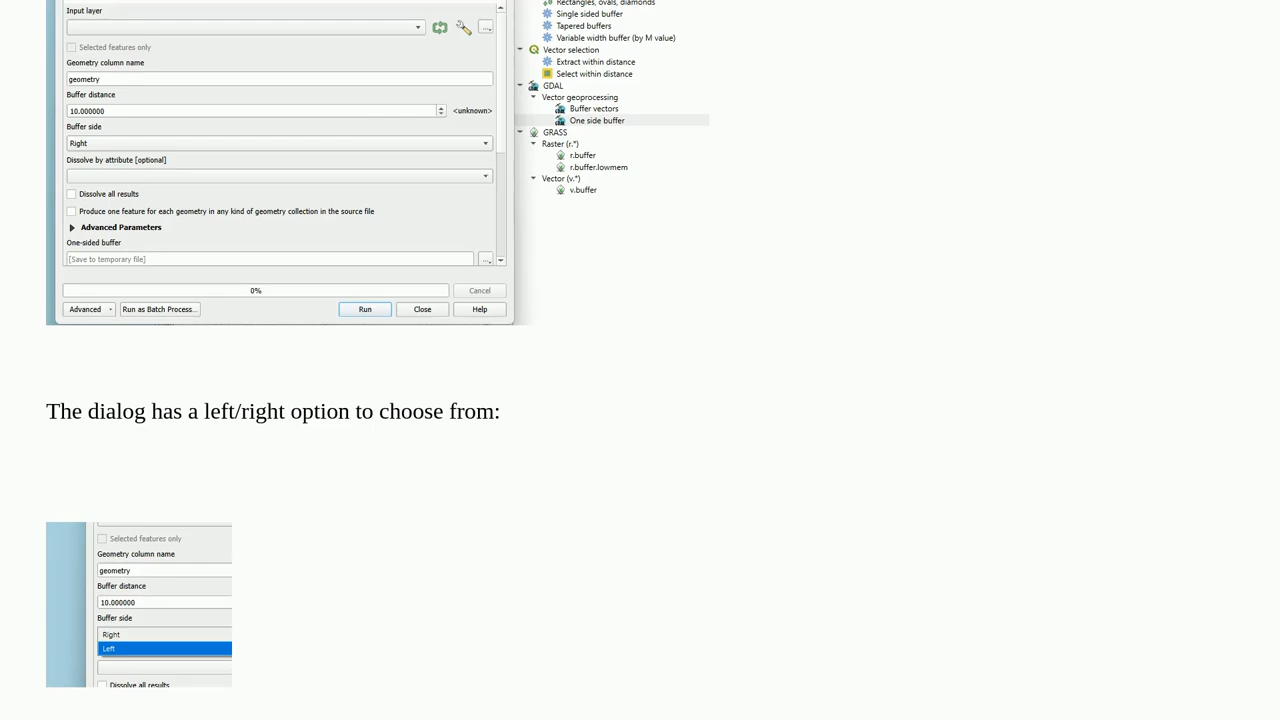 Input layer
Selected features only
Geometry column name
geometry
Buffer distance
10.000000 <unknown>
Buffer side
Right
Dissolve by attribute [optional]
Dissolve all results
Produce one feature for each geometry in any kind of geometry collection in the source file
Advanced Parameters
One-sided buffer
[Save to temporary file]
0% Cancel
Advanced Run as Batch Process... Run Close Help
Rectangles, ovals, diamonds
Single sided buffer
Tapered buffers
Variable width buffer (by M value)
Vector selection
Extract within distance
Select within distance
GDAL
Vector geoprocessing
Buffer vectors
One side buffer
GRASS
Raster (r.*)
r.buffer
r.buffer.lowmem
Vector (v.*)
v.buffer
The dialog has a left/right option to choose from:
Selected features only
Geometry column name
geometry
Buffer distance
10.000000
Buffer side
Right
Left
Dissolve all results